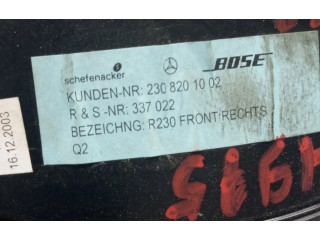 schefenacker BOSE
KUNDEN-NR: 230 820 10 02
R & S -NR: 337 022
BEZEICHNG: R230 FRONT RECHTS
Q2
16.12.2003